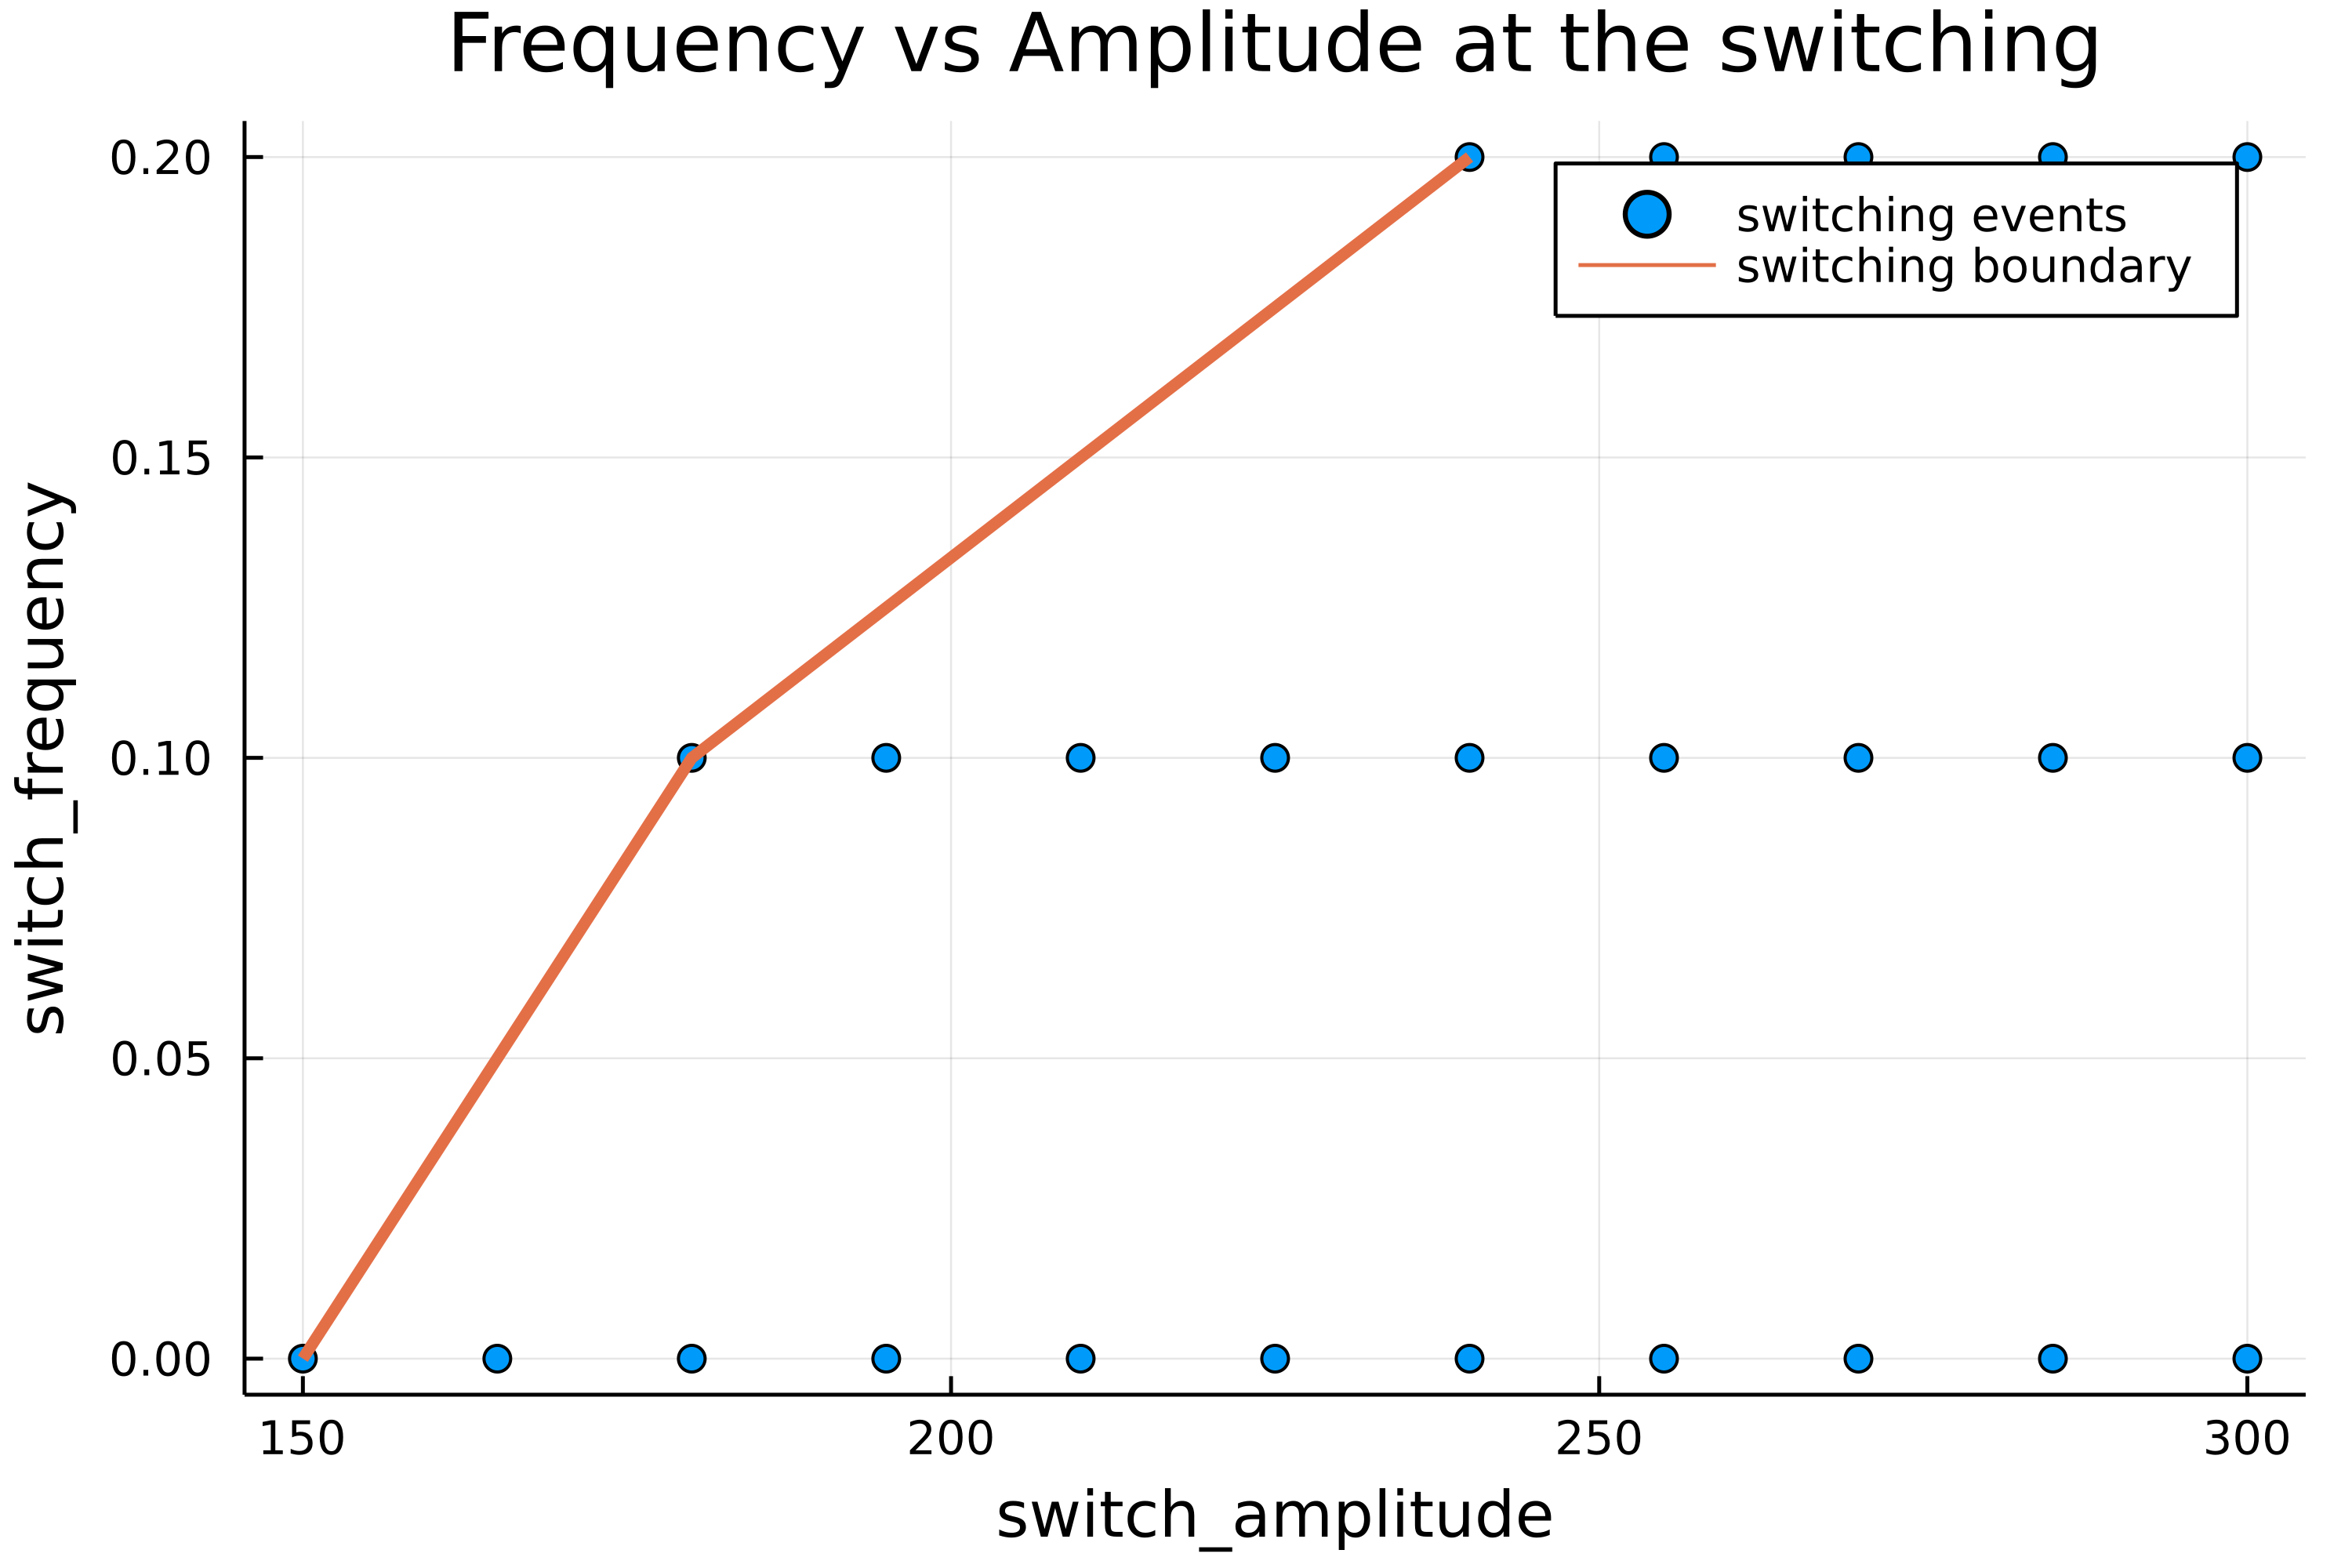 Frequency vs Amplitude at the switching
switching events
switching boundary
0.20
0.15
0.10
0.05
0.00
switch_frequency
150 200 250 300
switch_amplitude